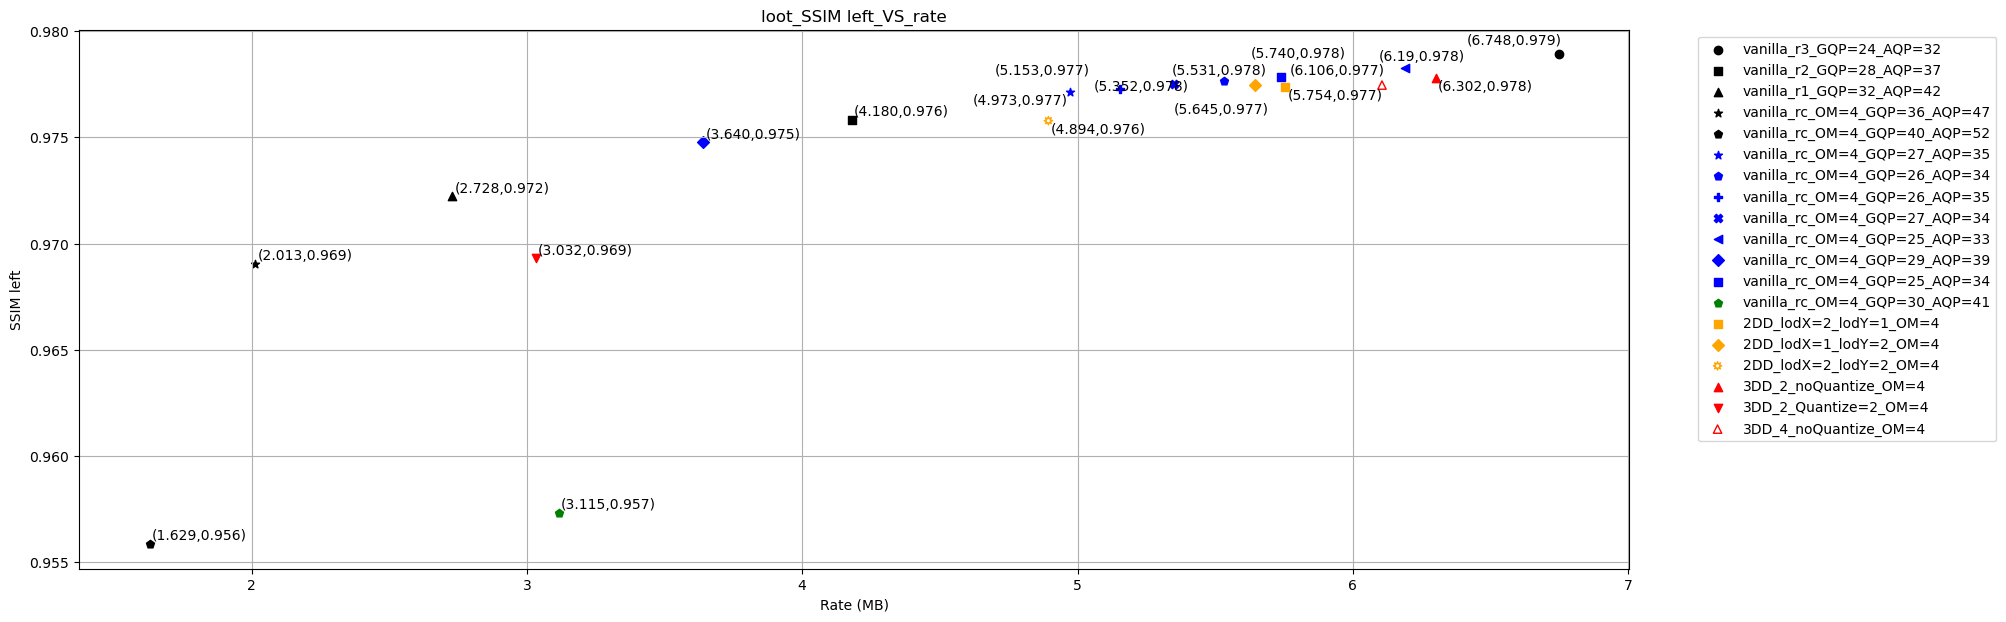 loot_SSIM left_VS_rate
0.980
0.975
0.970
0.965
0.960
0.955
SSIM left
2
3
4
5
6
7
Rate (MB)
(6.748,0.979)
(5.740,0.978)
(6.19,0.978)
(5.153,0.977)
(5.531,0.978)
(6.106,0.977)
(5.352,0.978)
(6.302,0.978)
(4.973,0.977)
(5.754,0.977)
(5.645,0.977)
(4.180,0.976)
(4.894,0.976)
(3.640,0.975)
(2.728,0.972)
(2.013,0.969)
(3.032,0.969)
(3.115,0.957)
(1.629,0.956)
vanilla_r3_GQP=24_AQP=32
vanilla_r2_GQP=28_AQP=37
vanilla_r1_GQP=32_AQP=42
vanilla_rc_OM=4_GQP=36_AQP=47
vanilla_rc_OM=4_GQP=40_AQP=52
vanilla_rc_OM=4_GQP=27_AQP=35
vanilla_rc_OM=4_GQP=26_AQP=34
vanilla_rc_OM=4_GQP=26_AQP=35
vanilla_rc_OM=4_GQP=27_AQP=34
vanilla_rc_OM=4_GQP=25_AQP=33
vanilla_rc_OM=4_GQP=29_AQP=39
vanilla_rc_OM=4_GQP=25_AQP=34
vanilla_rc_OM=4_GQP=30_AQP=41
2DD_lodX=2_lodY=1_OM=4
2DD_lodX=1_lodY=2_OM=4
2DD_lodX=2_lodY=2_OM=4
3DD_2_noQuantize_OM=4
3DD_2_Quantize=2_OM=4
3DD_4_noQuantize_OM=4